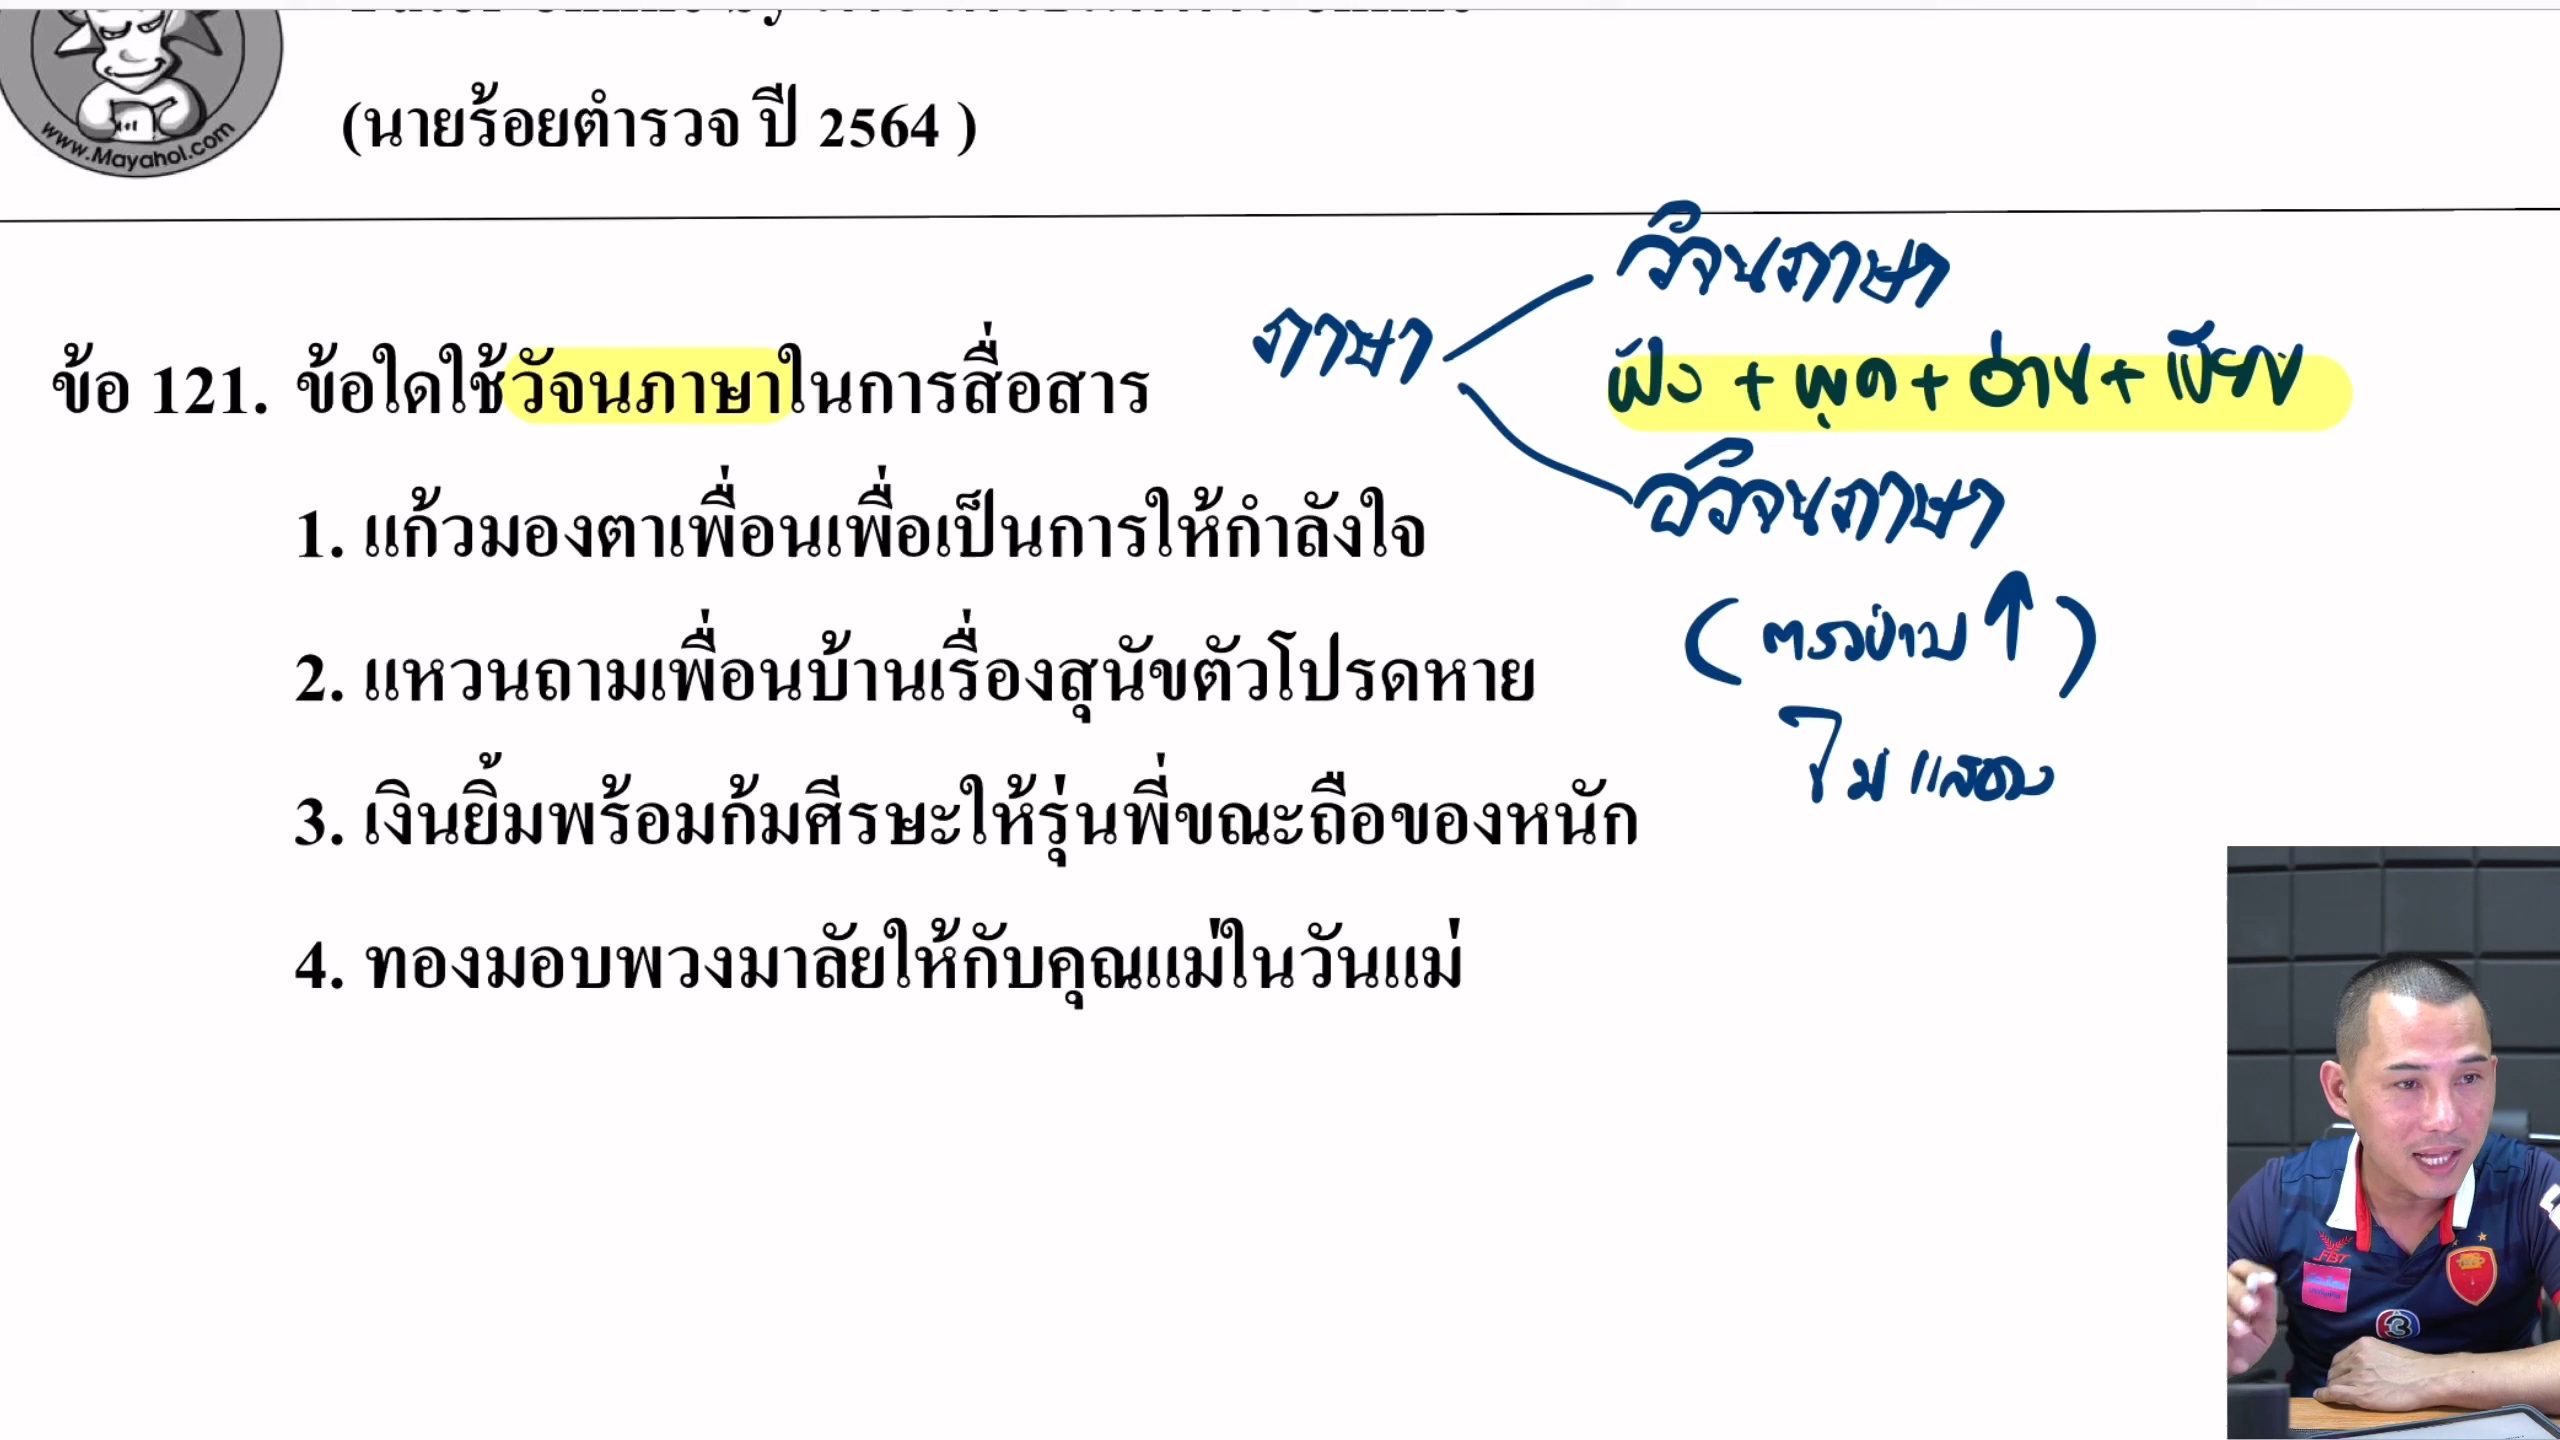 (นายร้อยตำรวจ ปี 2564 )
www.Mayahol.com
ข้อ 121. ข้อใดใช้วัจนภาษาในการสื่อสาร
1. แก้วมองตาเพื่อนเพื่อเป็นการให้กำลังใจ
2. แหวนถามเพื่อนบ้านเรื่องสุนัขตัวโปรดหาย
3. เงินยิ้มพร้อมก้มศีรษะให้รุ่นพี่ขณะถือของหนัก
4. ทองมอบพวงมาลัยให้กับคุณแม่ในวันแม่
ภาษา
วัจนภาษา
ฟัง + พูด + อ่าน + เขียน
อวัจนภาษา
(ตรงข้าม ↑)
FBT
3